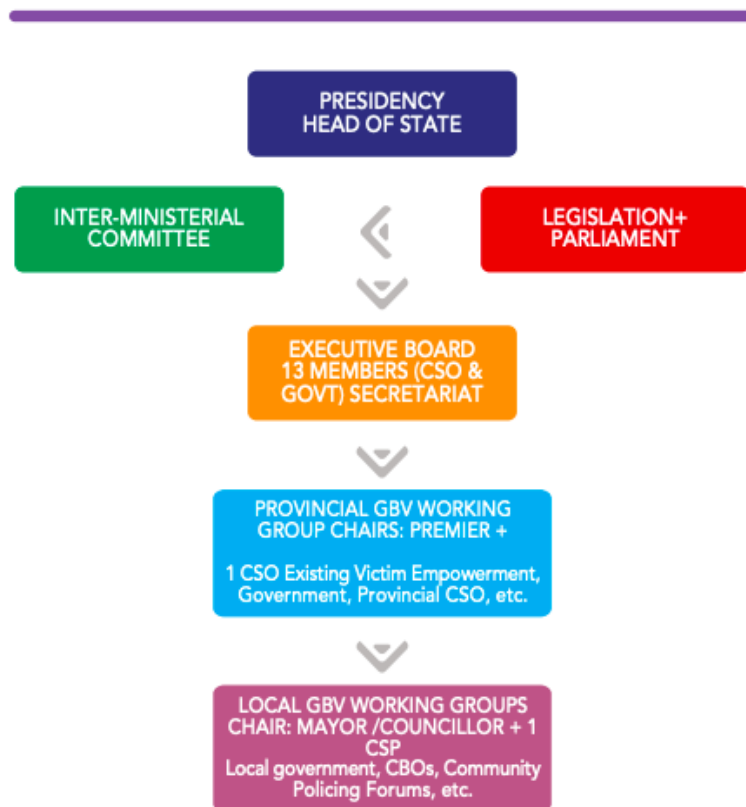 PRESIDENCY
HEAD OF STATE
INTER-MINISTERIAL
COMMITTEE
LEGISLATION+
PARLIAMENT
EXECUTIVE BOARD
13 MEMBERS (CSO &
GOVT) SECRETARIAT
PROVINCIAL GBV WORKING
GROUP CHAIRS: PREMIER +
1 CSO Existing Victim Empowerment,
Government, Provincial CSO, etc.
LOCAL GBV WORKING GROUPS
CHAIR: MAYOR /COUNCILLOR + 1
CSP
Local government, CBOs, Community
Policing Forums, etc.